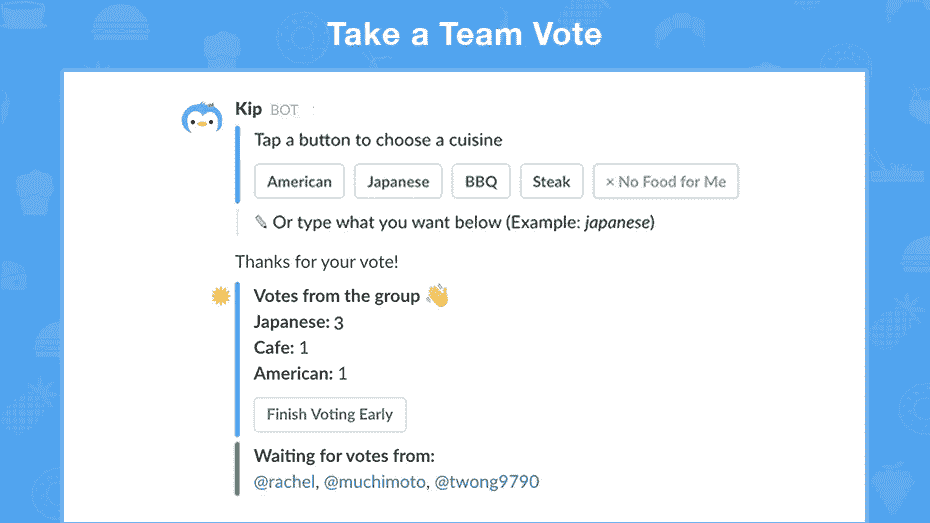 Take a Team Vote
Kip BOT
Tap a button to choose a cuisine
American Japanese BBQ Steak × No Food for Me
Or type what you want below (Example: japanese)
Thanks for your vote!
Votes from the group
Japanese: 3
Cafe: 1
American: 1
Finish Voting Early
Waiting for votes from:
@rachel, @muchimoto, @twong9790